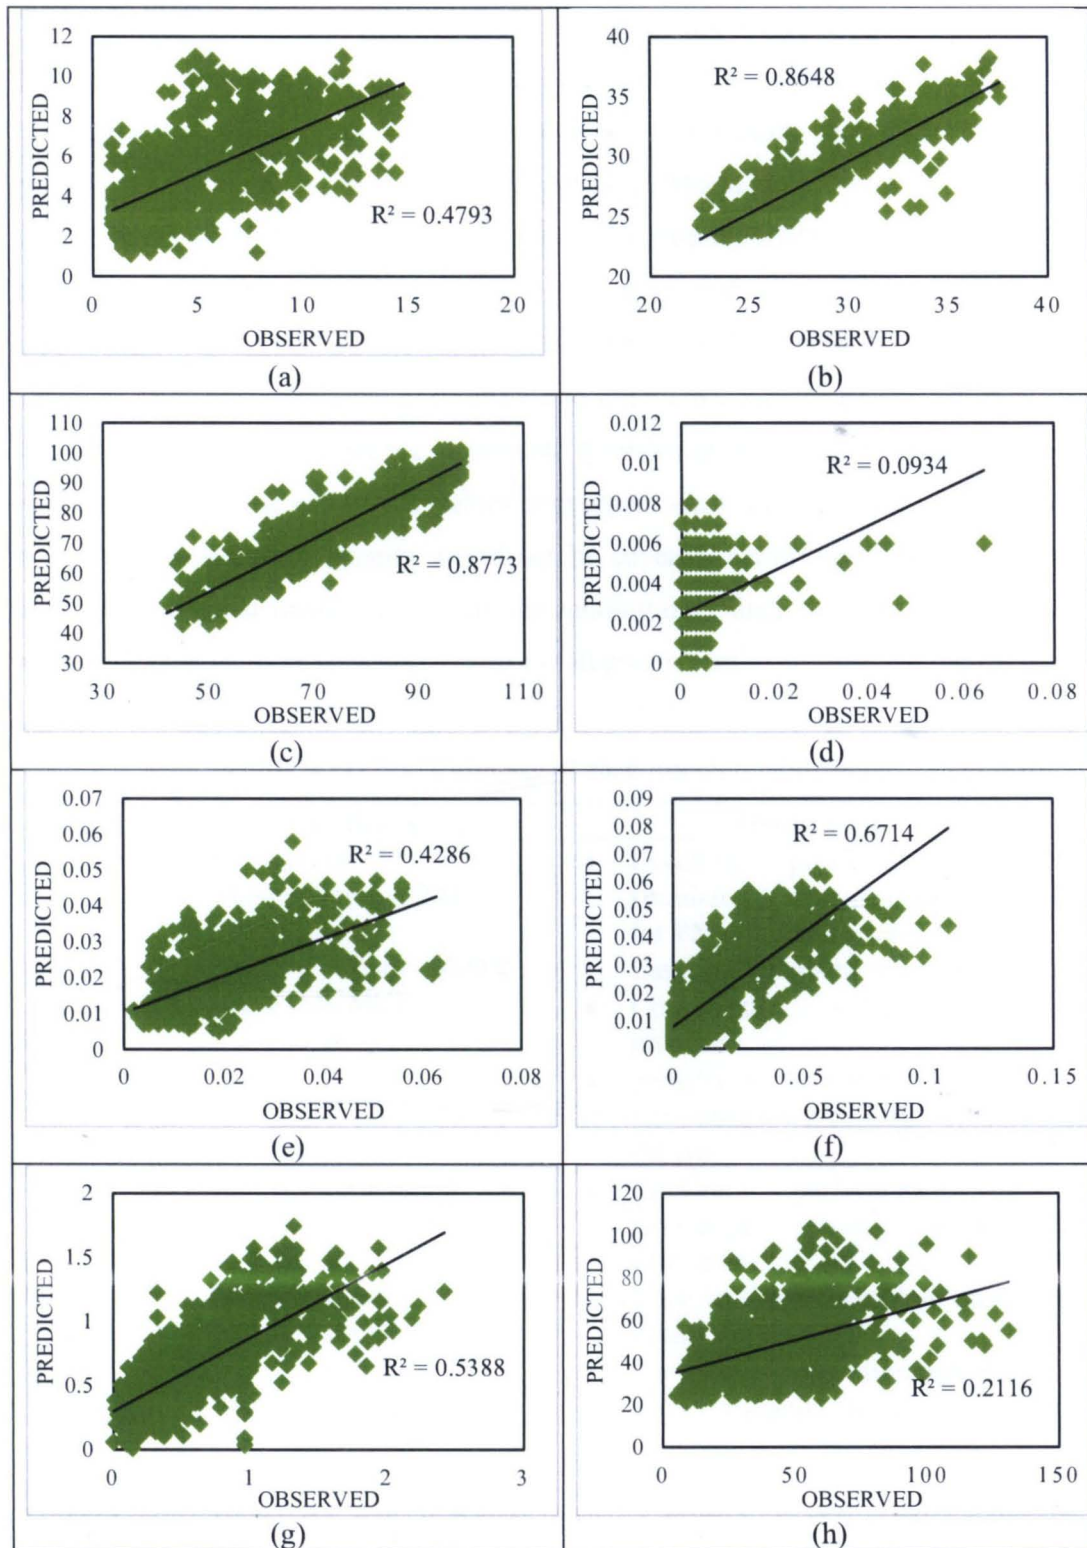 12
10
8
6
4
2
0
PREDICTED
R² = 0.4793
0 5 10 15 20
OBSERVED
(a)
40
35
30
25
20
PREDICTED
R² = 0.8648
20 25 30 35 40
OBSERVED
(b)
110
100
90
80
70
60
50
40
30
PREDICTED
R² = 0.8773
30 50 70 90 110
OBSERVED
(c)
0.012
0.01
0.008
0.006
0.004
0.002
0
PREDICTED
R² = 0.0934
0 0.02 0.04 0.06 0.08
OBSERVED
(d)
0.07
0.06
0.05
0.04
0.03
0.02
0.01
0
PREDICTED
R² = 0.4286
0 0.02 0.04 0.06 0.08
OBSERVED
(e)
0.09
0.08
0.07
0.06
0.05
0.04
0.03
0.02
0.01
0
PREDICTED
R² = 0.6714
0 0.05 0.1 0.15
OBSERVED
(f)
2
1.5
1
0.5
0
PREDICTED
R² = 0.5388
0 1 2 3
OBSERVED
(g)
120
100
80
60
40
20
0
PREDICTED
R² = 0.2116
0 50 100 150
OBSERVED
(h)